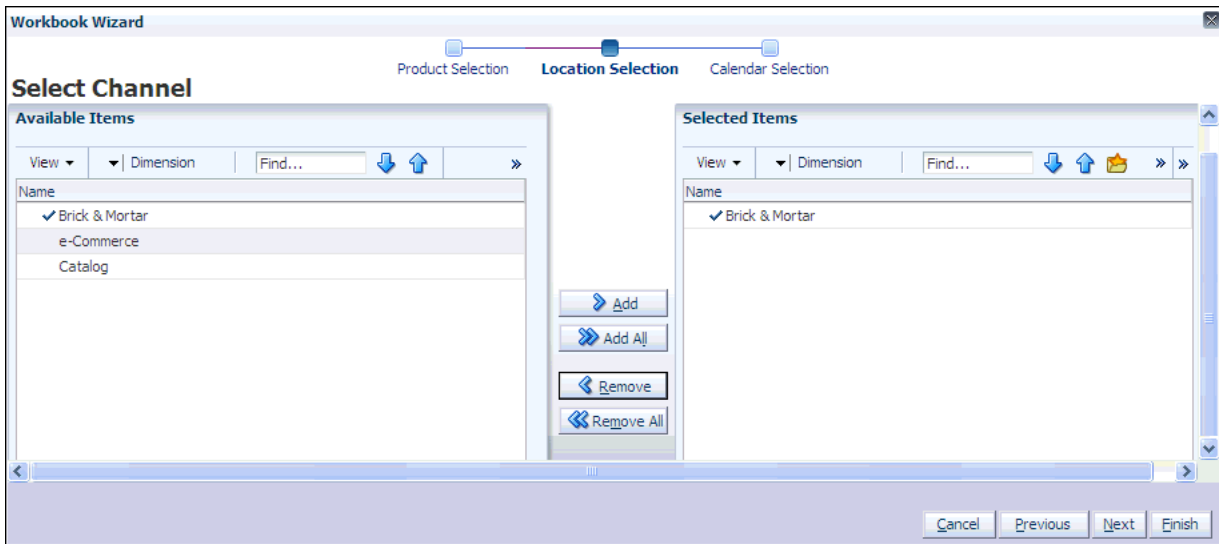 Workbook Wizard
Product Selection Location Selection Calendar Selection
Select Channel
Available Items
View Dimension Find... »
Name
Brick & Mortar
e-Commerce
Catalog
Add
Add All
Remove
Remove All
Selected Items
View Dimension Find... » »
Name
Brick & Mortar
Cancel Previous Next Finish